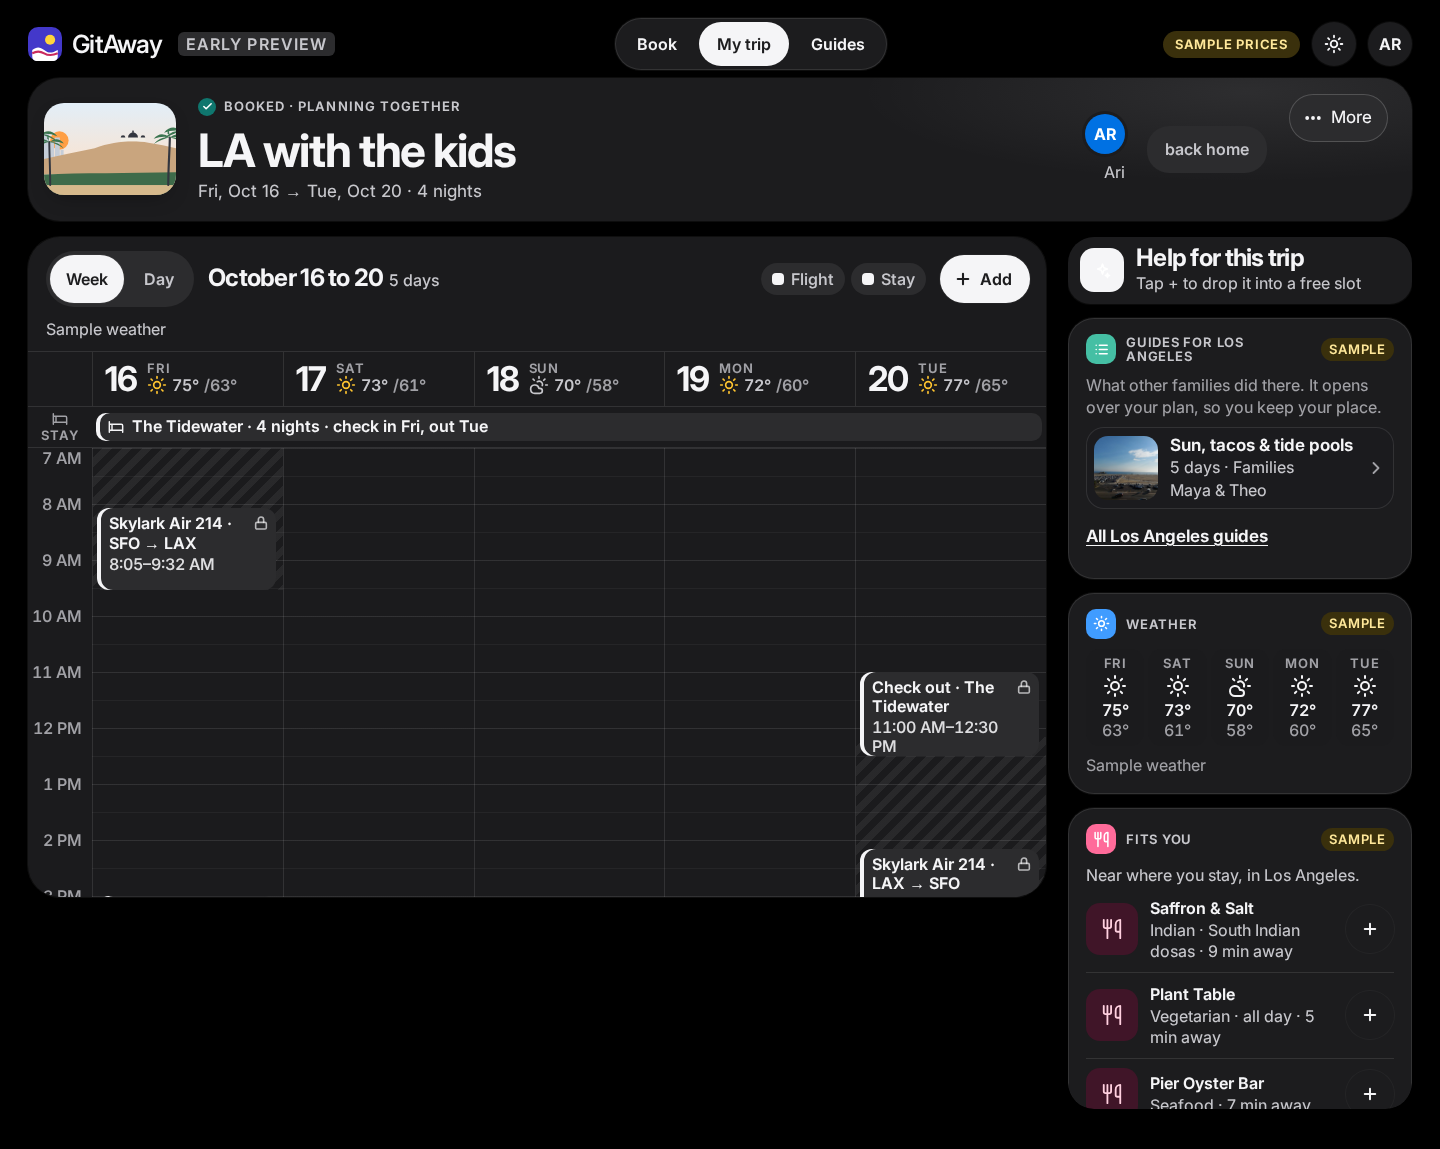 GitAway
EARLY PREVIEW
Book
My trip
Guides
SAMPLE PRICES
AR
BOOKED · PLANNING TOGETHER
LA with the kids
Fri, Oct 16 → Tue, Oct 20 · 4 nights
AR
Ari
back home
More
Week
Day
October 16 to 20 5 days
Flight
Stay
Add
Sample weather
16 FRI 75° /63°
17 SAT 73° /61°
18 SUN 70° /58°
19 MON 72° /60°
20 TUE 77° /65°
STAY
The Tidewater · 4 nights · check in Fri, out Tue
7 AM
8 AM
Skylark Air 214 ·
SFO → LAX
8:05–9:32 AM
9 AM
10 AM
11 AM
Check out · The
Tidewater
11:00 AM–12:30
PM
12 PM
1 PM
2 PM
Skylark Air 214 ·
LAX → SFO
Help for this trip
Tap + to drop it into a free slot
GUIDES FOR LOS
ANGELES
SAMPLE
What other families did there. It opens
over your plan, so you keep your place.
Sun, tacos & tide pools
5 days · Families
Maya & Theo
All Los Angeles guides
WEATHER
SAMPLE
FRI SAT SUN MON TUE
75° 73° 70° 72° 77°
63° 61° 58° 60° 65°
Sample weather
FITS YOU
SAMPLE
Near where you stay, in Los Angeles.
Saffron & Salt
Indian · South Indian
dosas · 9 min away
Plant Table
Vegetarian · all day · 5
min away
Pier Oyster Bar
Seafood · 7 min away